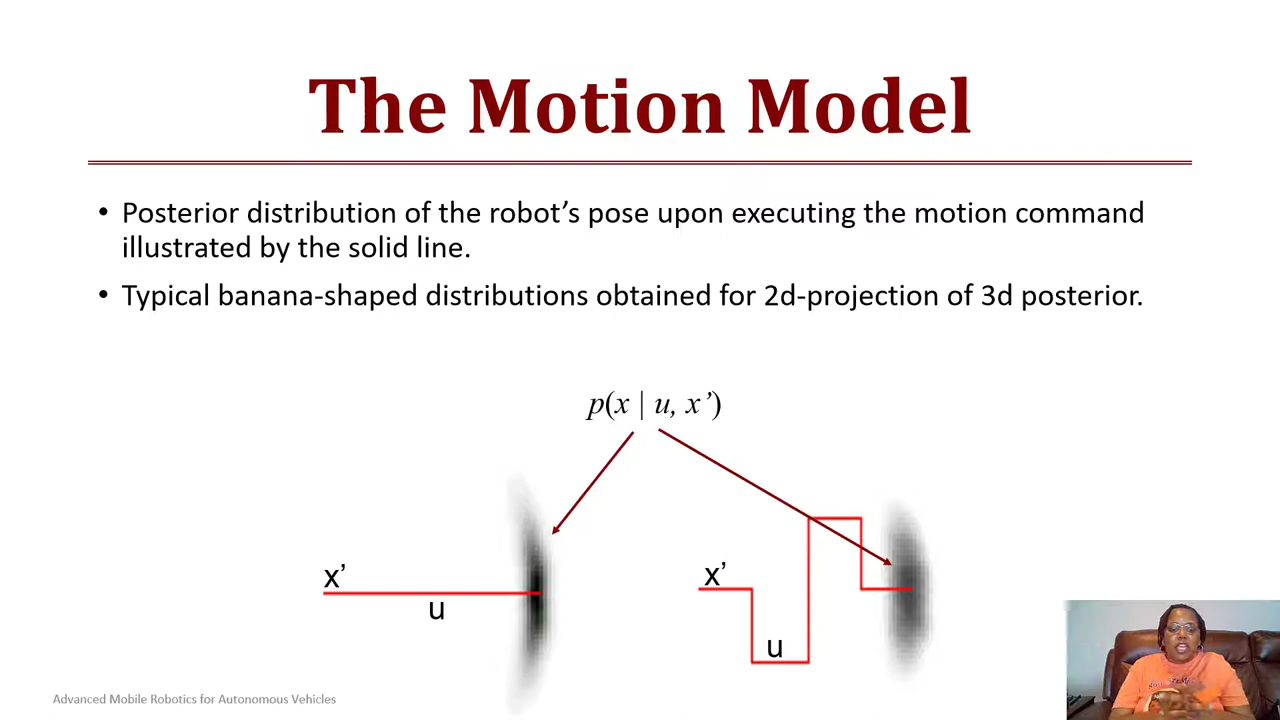 The Motion Model
• Posterior distribution of the robot’s pose upon executing the motion command
illustrated by the solid line.
• Typical banana-shaped distributions obtained for 2d-projection of 3d posterior.
p(x | u, x’)
x’
u
x’
u
Advanced Mobile Robotics for Autonomous Vehicles